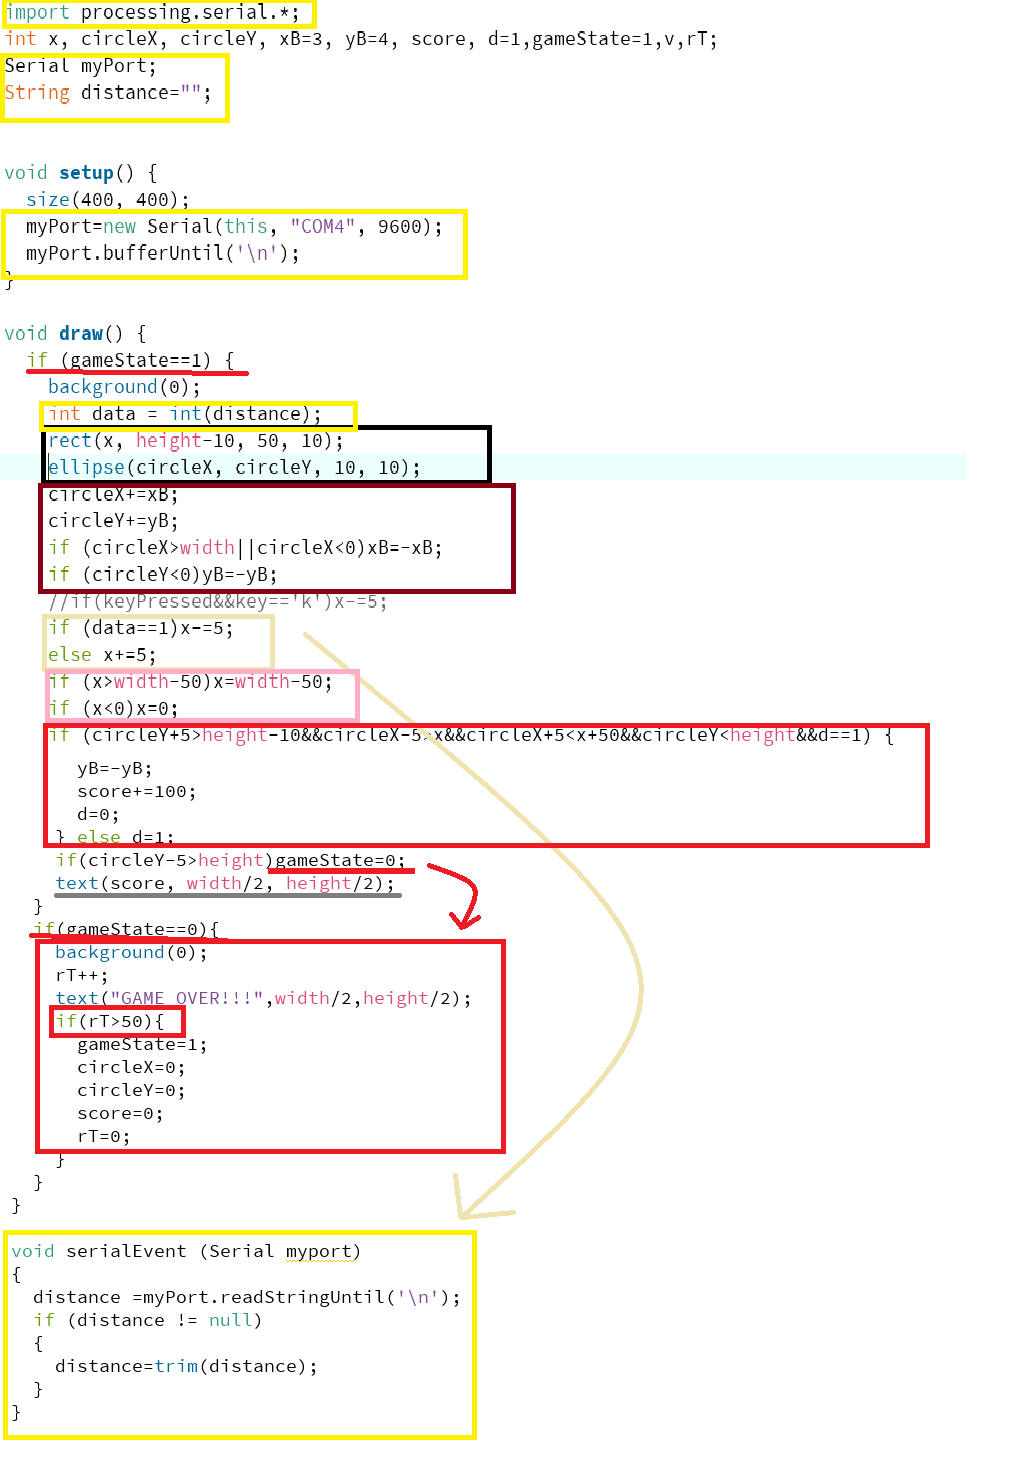 import processing.serial.*;
int x, circleX, circleY, xB=3, yB=4, score, d=1,gameState=1,v,rT;
Serial myPort;
String distance="";
void setup() {
size(400, 400);
myPort=new Serial(this, "COM4", 9600);
myPort.bufferUntil('\n');
}
void draw() {
if (gameState==1) {
background(0);
int data = int(distance);
rect(x, height-10, 50, 10);
ellipse(circleX, circleY, 10, 10);
circleX+=xB;
circleY+=yB;
if (circleX>width||circleX<0)xB=-xB;
if (circleY<0)yB=-yB;
//if(keyPressed&&key=='k')x-=5;
if (data==1)x-=5;
else x+=5;
if (x>width-50)x=width-50;
if (x<0)x=0;
if (circleY+5>height-10&&circleX-5>x&&circleX+5<x+50&&circleY<height&&d==1) {
yB=-yB;
score+=100;
d=0;
} else d=1;
if(circleY-5>height)gameState=0;
text(score, width/2, height/2);
}
if(gameState==0){
background(0);
rT++;
text("GAME OVER!!!",width/2,height/2);
if(rT>50){
gameState=1;
circleX=0;
circleY=0;
score=0;
rT=0;
}
}
}
void serialEvent (Serial myport)
{
distance =myPort.readStringUntil('\n');
if (distance != null)
{
distance=trim(distance);
}
}